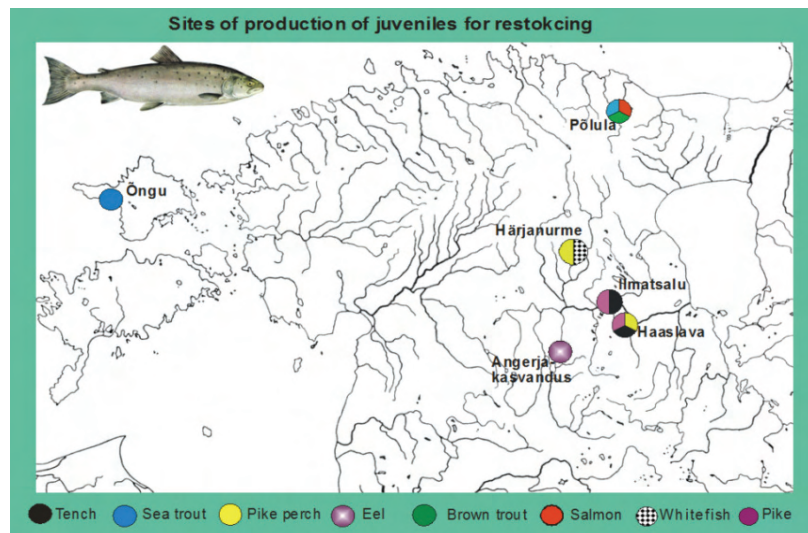 Sites of production of juveniles for restokcing
Põlula
Õngu
Härjanurme
Ilmatsalu
Haaslava
Angerja-
kasvandus
Tench Sea trout Pike perch Eel Brown trout Salmon Whitefish Pike